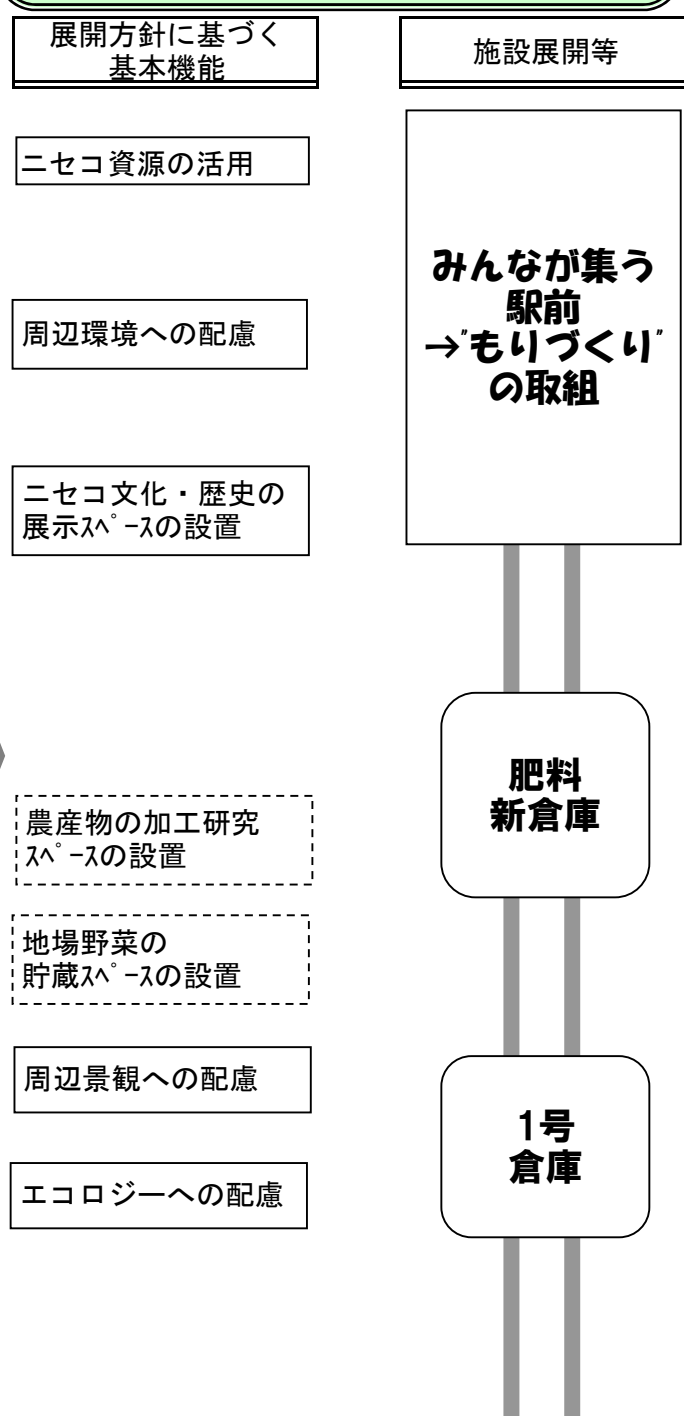 展開方針に基づく
基本機能
施設展開等
ニセコ資源の活用
周辺環境への配慮
ニセコ文化・歴史の
展示ｽﾍﾟｰｽの設置
農産物の加工研究
ｽﾍﾟｰｽの設置
地場野菜の
貯蔵ｽﾍﾟｰｽの設置
周辺景観への配慮
エコロジーへの配慮
みんなが集う
駅前
→"もりづくり"
の取組
肥料
新倉庫
1号
倉庫